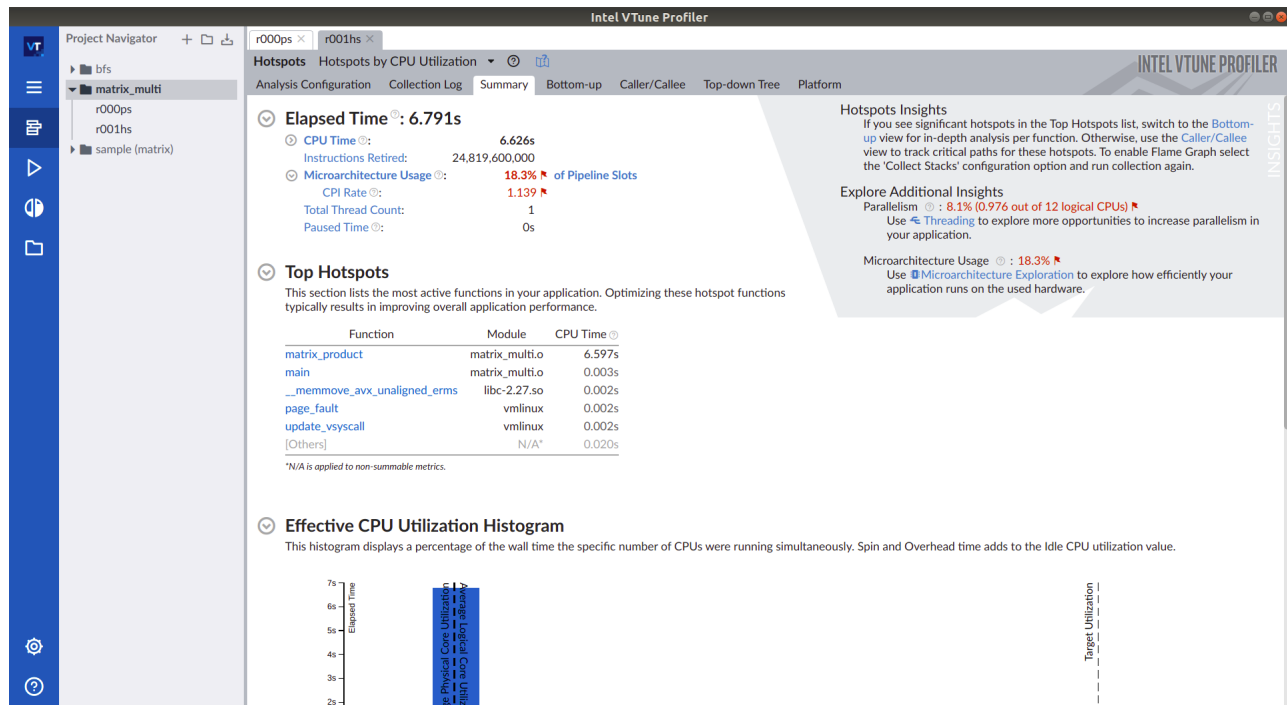 Intel VTune Profiler
VT
Project Navigator
bfs
matrix_multi
r000ps
r001hs
sample (matrix)
r000ps ×
r001hs ×
Hotspots Hotspots by CPU Utilization
INTEL VTUNE PROFILER
Analysis Configuration Collection Log Summary Bottom-up Caller/Callee Top-down Tree Platform
Elapsed Time: 6.791s
CPU Time: 6.626s
Instructions Retired: 24,819,600,000
Microarchitecture Usage: 18.3% of Pipeline Slots
CPI Rate: 1.139
Total Thread Count: 1
Paused Time: 0s
Hotspots Insights
If you see significant hotspots in the Top Hotspots list, switch to the Bottom-
up view for in-depth analysis per function. Otherwise, use the Caller/Callee
view to track critical paths for these hotspots. To enable Flame Graph select
the 'Collect Stacks' configuration option and run collection again.
Explore Additional Insights
Parallelism : 8.1% (0.976 out of 12 logical CPUs)
Use Threading to explore more opportunities to increase parallelism in
your application.
Microarchitecture Usage : 18.3%
Use Microarchitecture Exploration to explore how efficiently your
application runs on the used hardware.
INSIGHTS
Top Hotspots
This section lists the most active functions in your application. Optimizing these hotspot functions
typically results in improving overall application performance.
Function Module CPU Time
matrix_product matrix_multi.o 6.597s
main matrix_multi.o 0.003s
__memmove_avx_unaligned_erms libc-2.27.so 0.002s
page_fault vmlinux 0.002s
update_vsyscall vmlinux 0.002s
[Others] N/A* 0.020s
*N/A is applied to non-summable metrics.
Effective CPU Utilization Histogram
This histogram displays a percentage of the wall time the specific number of CPUs were running simultaneously. Spin and Overhead time adds to the Idle CPU utilization value.
7s
6s
5s
4s
3s
2s
Elapsed Time
Physical Core Utilization
Average Logical Core
Target Utilization